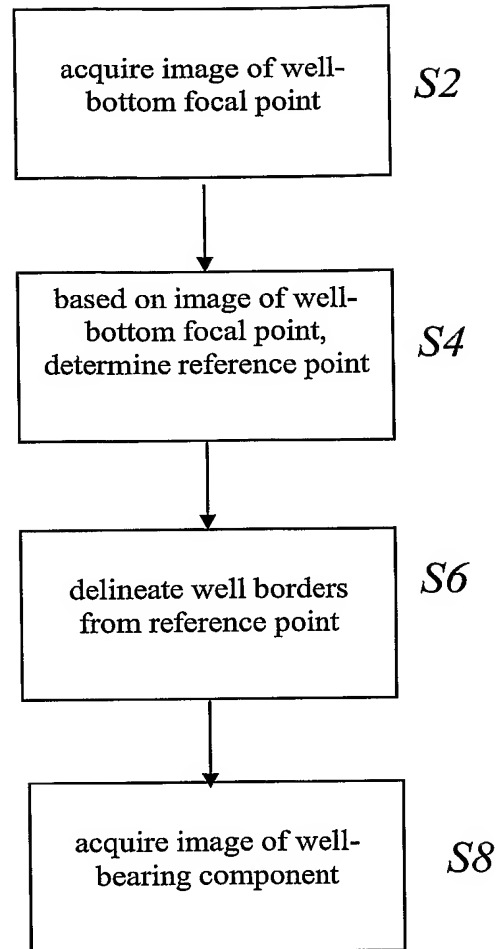 acquire image of well-
bottom focal point
S2
based on image of well-
bottom focal point,
determine reference point
S4
delineate well borders
from reference point
S6
acquire image of well-
bearing component
S8